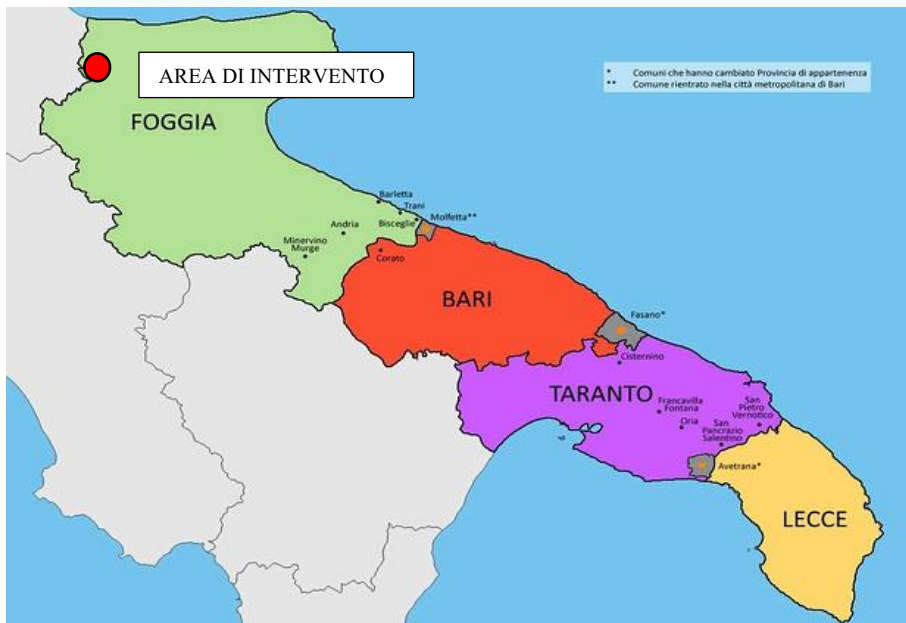 AREA DI INTERVENTO
* Comuni che hanno cambiato Provincia di appartenenza
** Comune rientrato nella città metropolitana di Bari
FOGGIA
Barletta
Trani
Molfetta**
Bisceglie
Andria
Minervino
Murge
Corato
BARI
Fasano*
Cisternino
TARANTO
Francavilla
Fontana
San
Pietro
Vernotico
Oria
San
Pancrazio
Salentino
Avetrana*
LECCE